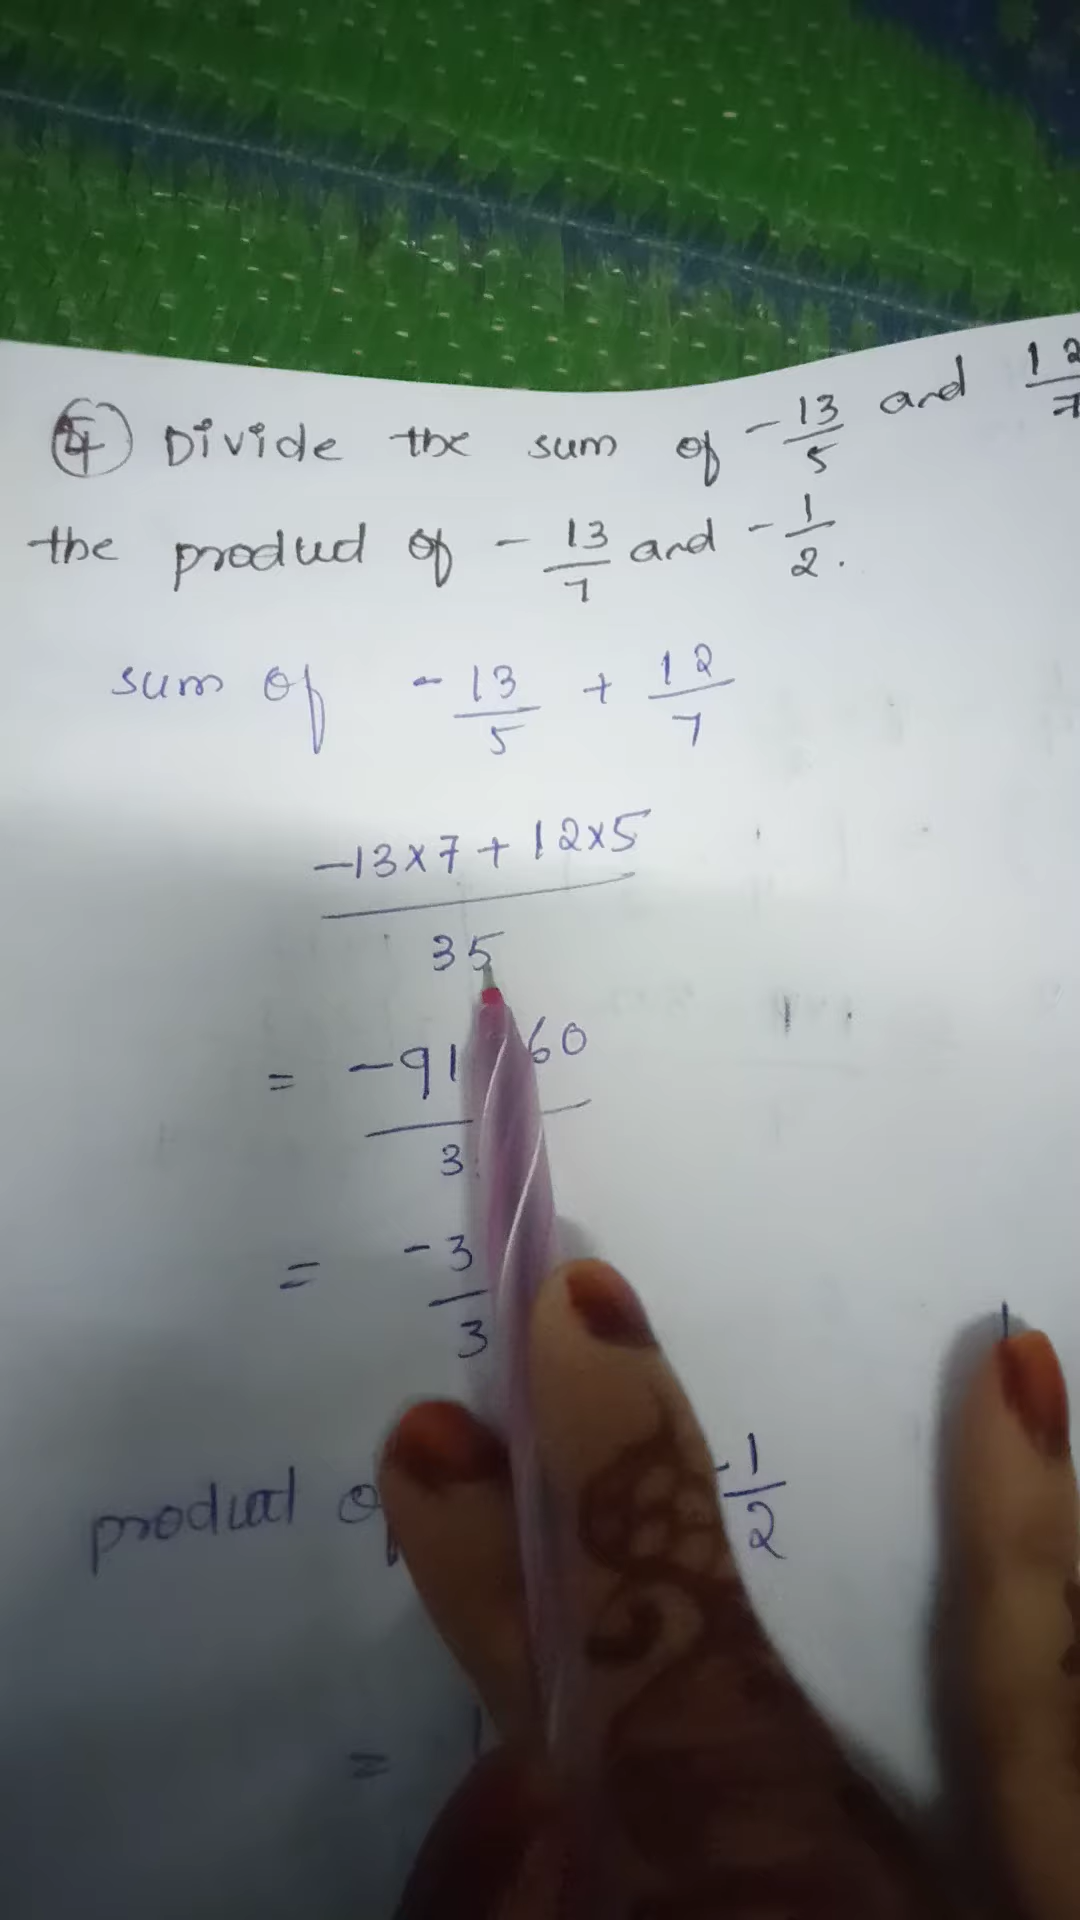 ④ Divide the sum of -13/5 and 12/7
the product of -13/7 and -1/2.
sum of -13/5 + 12/7
-13×7+12×5
35
= -91 60
3
= -3
3
product -1/2
=